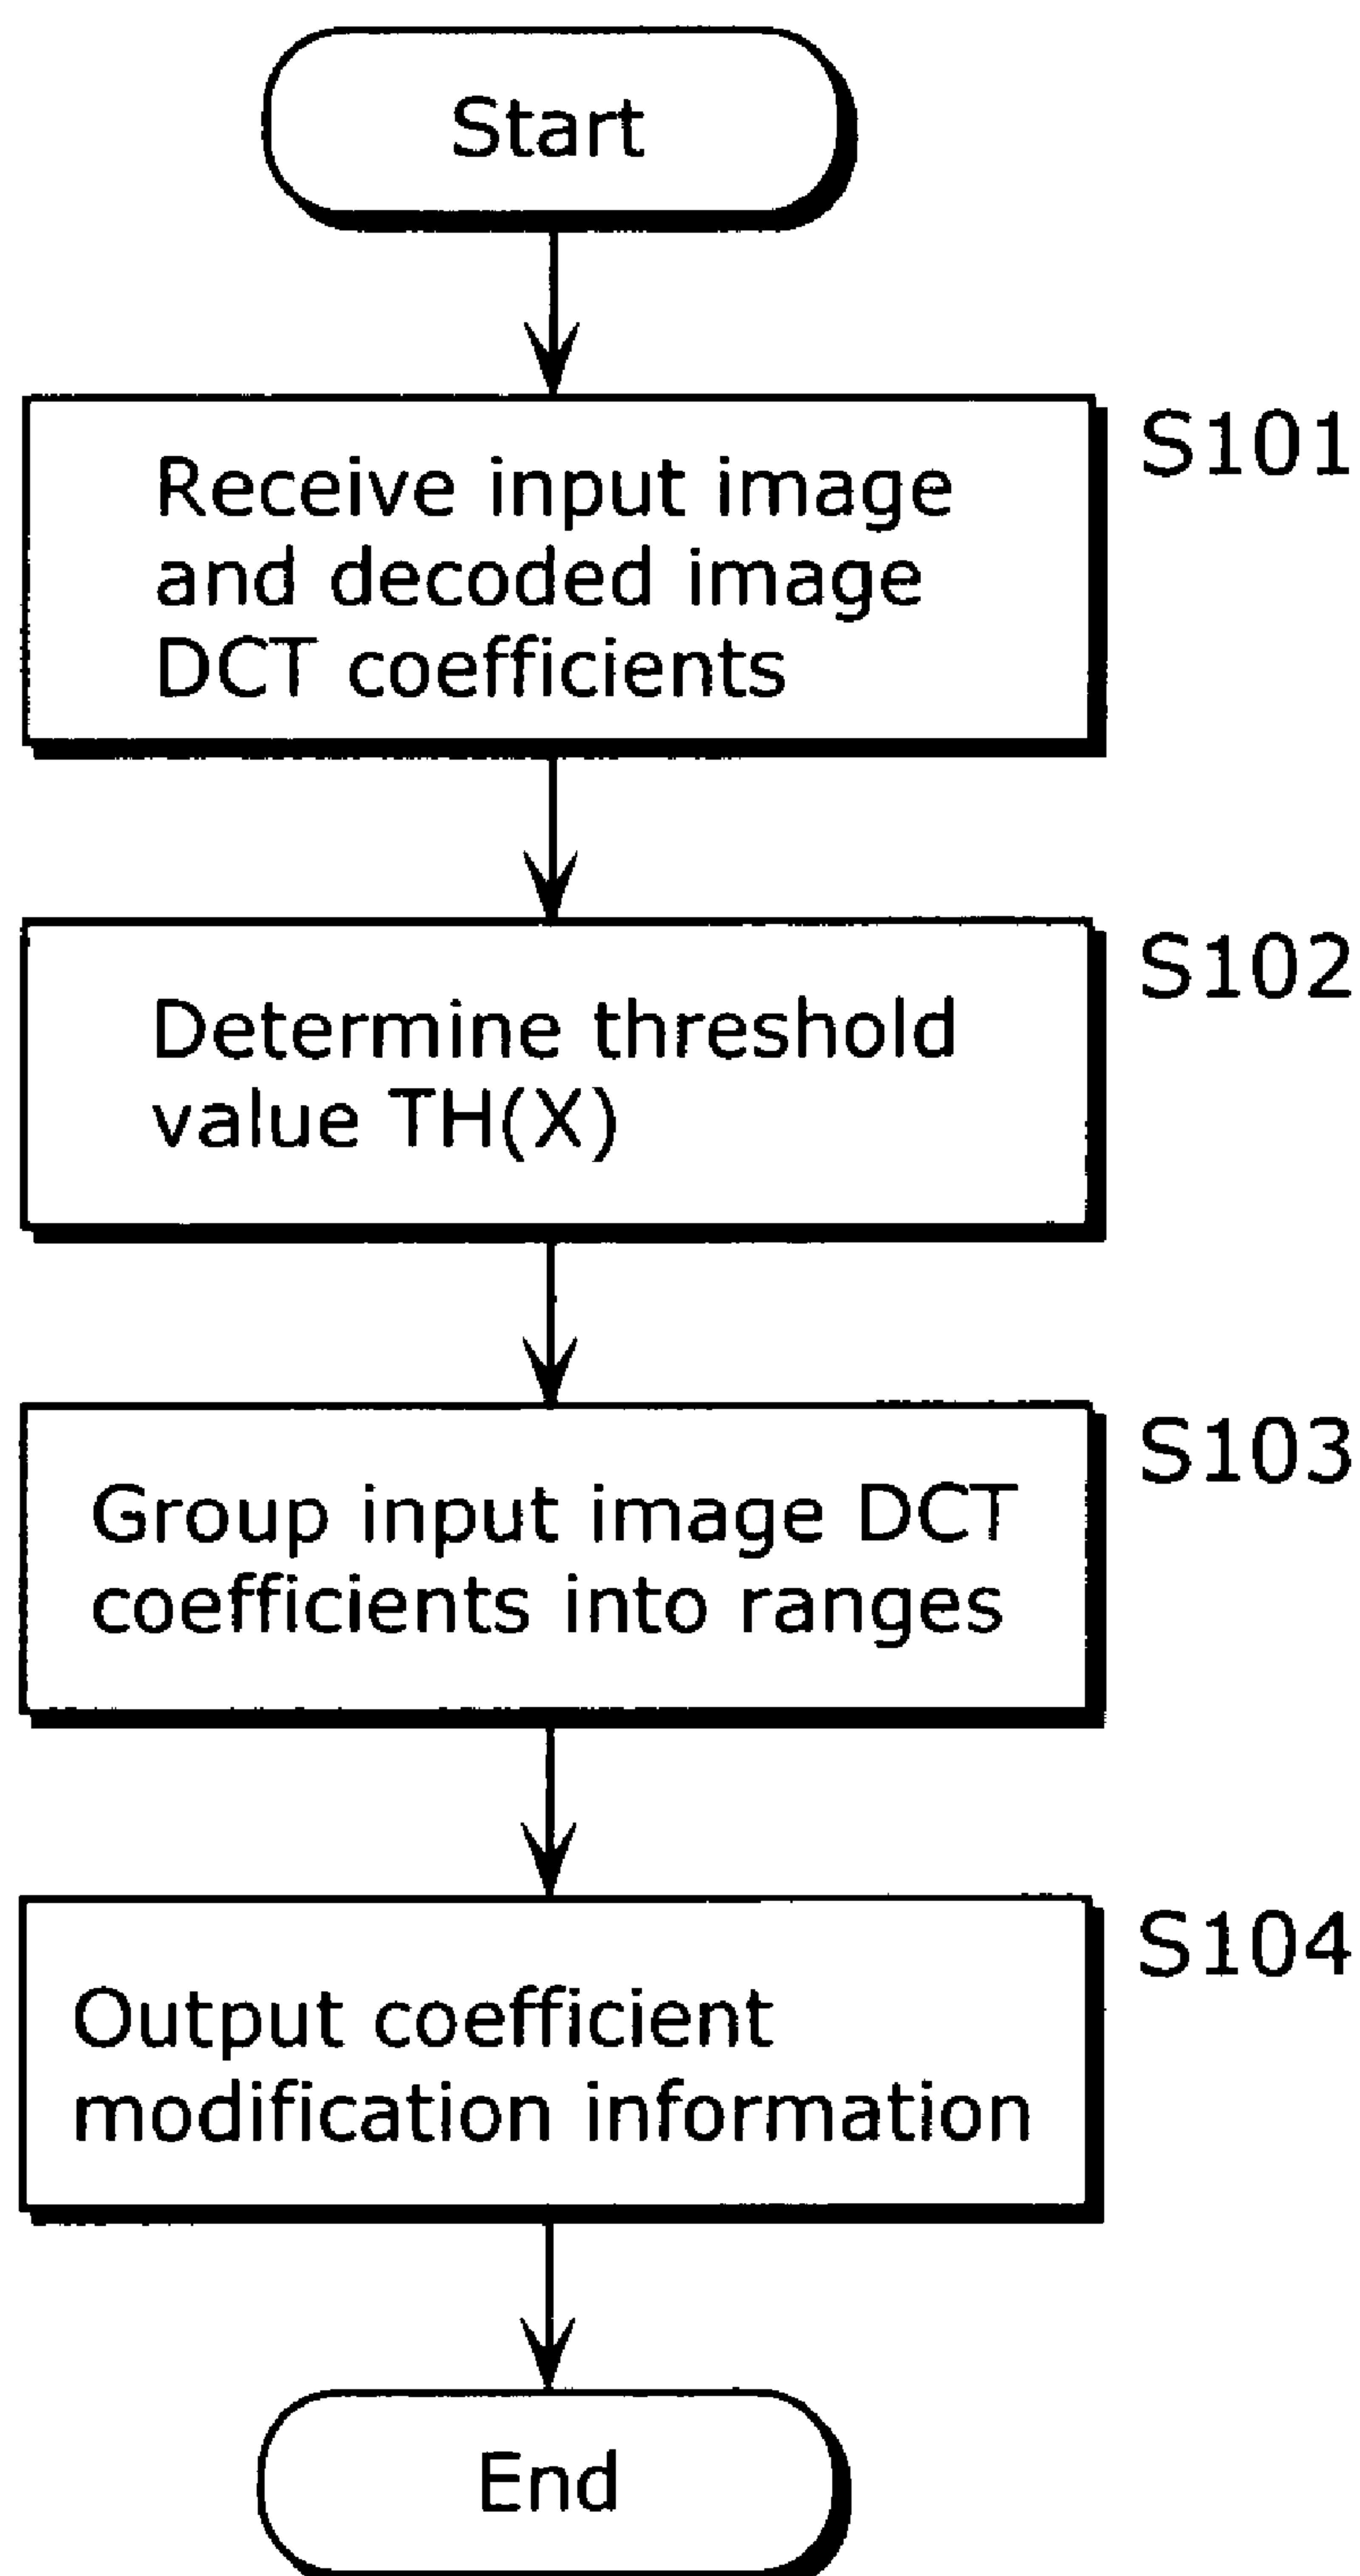 Start
S101
Receive input image
and decoded image
DCT coefficients
S102
Determine threshold
value TH(X)
S103
Group input image DCT
coefficients into ranges
S104
Output coefficient
modification information
End